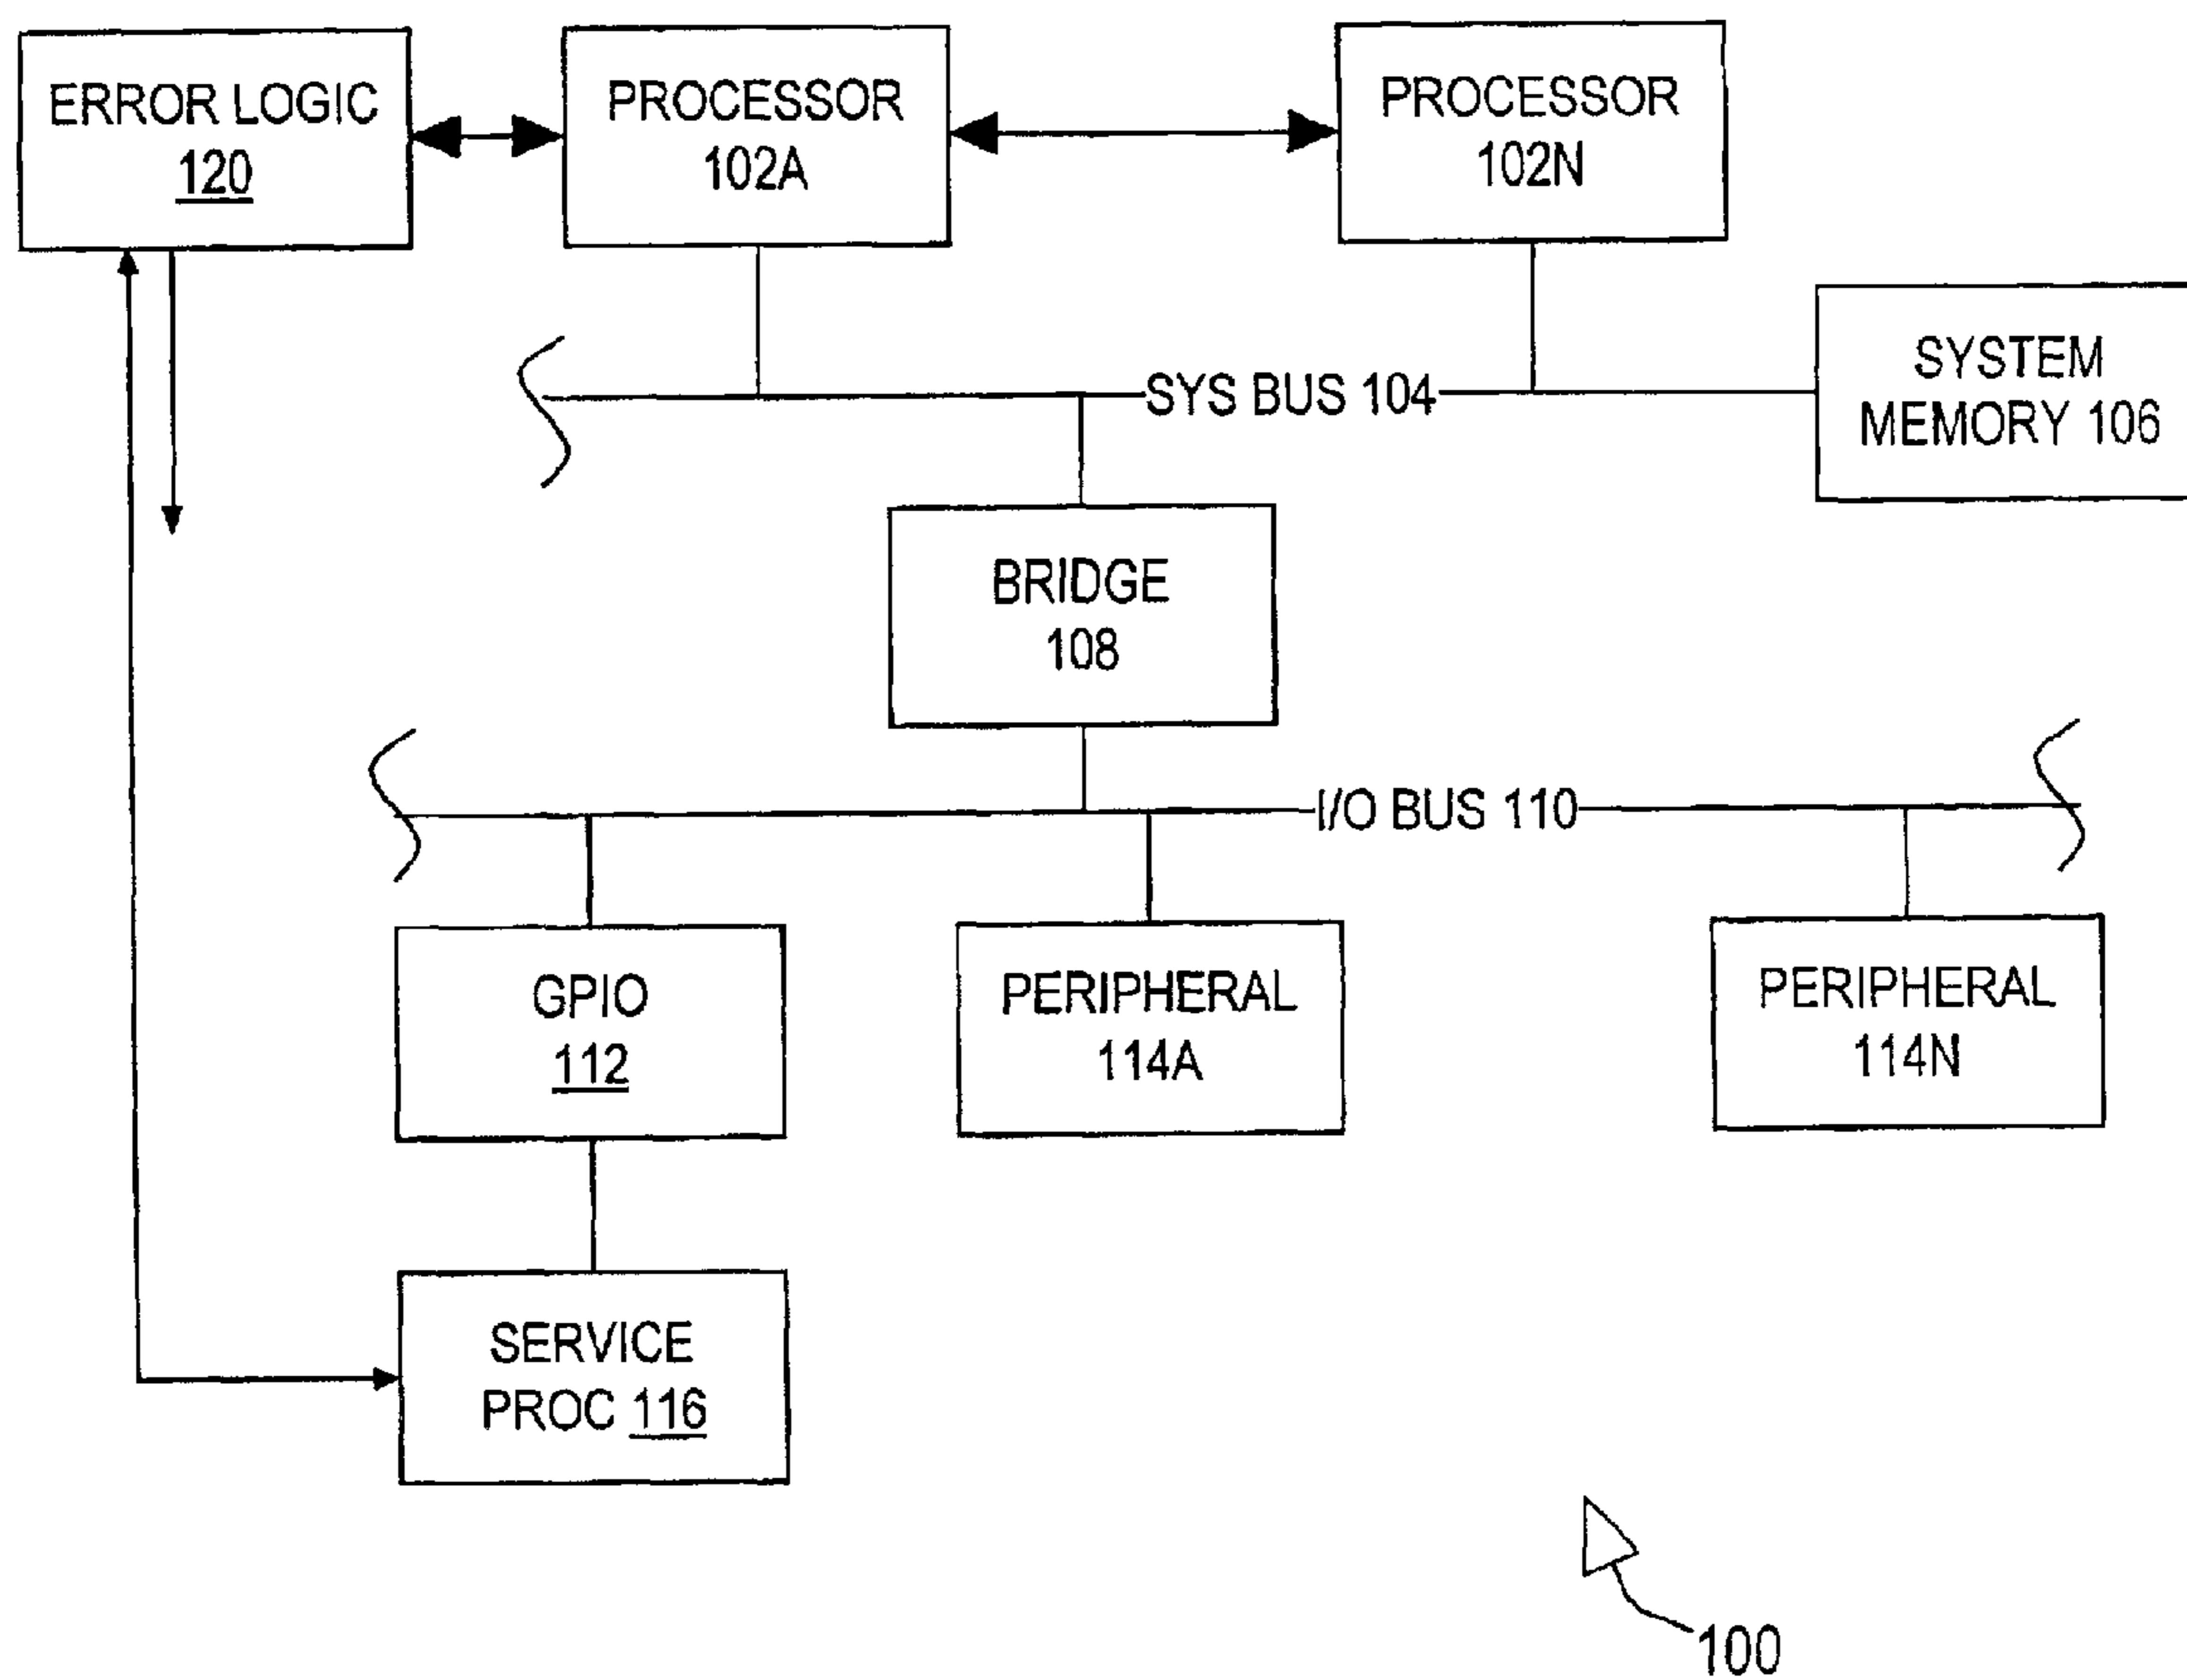 ERROR LOGIC
120
PROCESSOR
102A
PROCESSOR
102N
SYSTEM
MEMORY 106
SYS BUS 104
BRIDGE
108
I/O BUS 110
GPIO
112
PERIPHERAL
114A
PERIPHERAL
114N
SERVICE
PROC 116
100